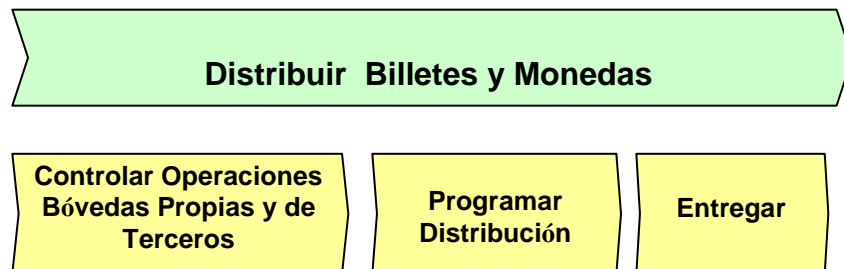 Distribuir Billetes y Monedas
Controlar Operaciones
Bóvedas Propias y de
Terceros
Programar
Distribución
Entregar